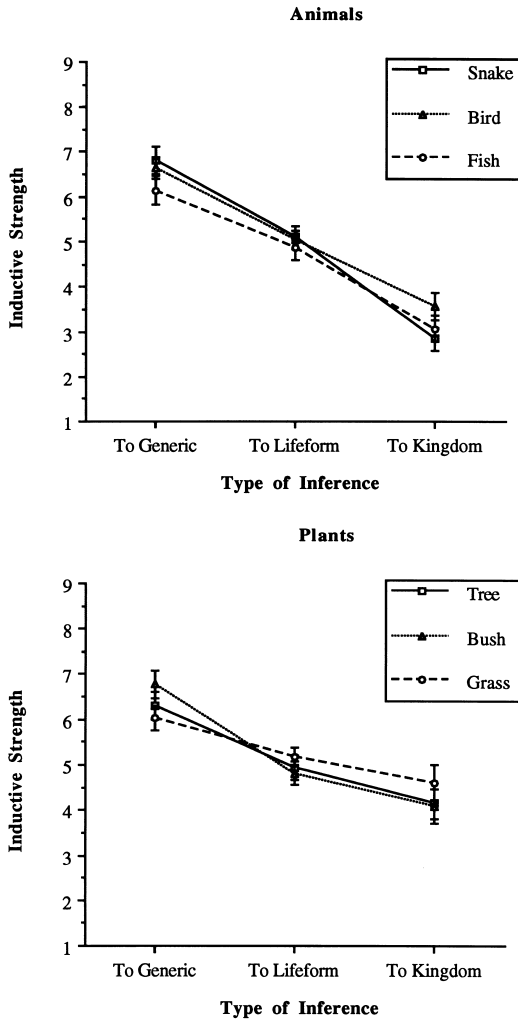 Animals
9
8
7
6
5
4
3
2
1
Inductive Strength
Snake
Bird
Fish
To Generic To Lifeform To Kingdom
Type of Inference
Plants
9
8
7
6
5
4
3
2
1
Inductive Strength
Tree
Bush
Grass
To Generic To Lifeform To Kingdom
Type of Inference